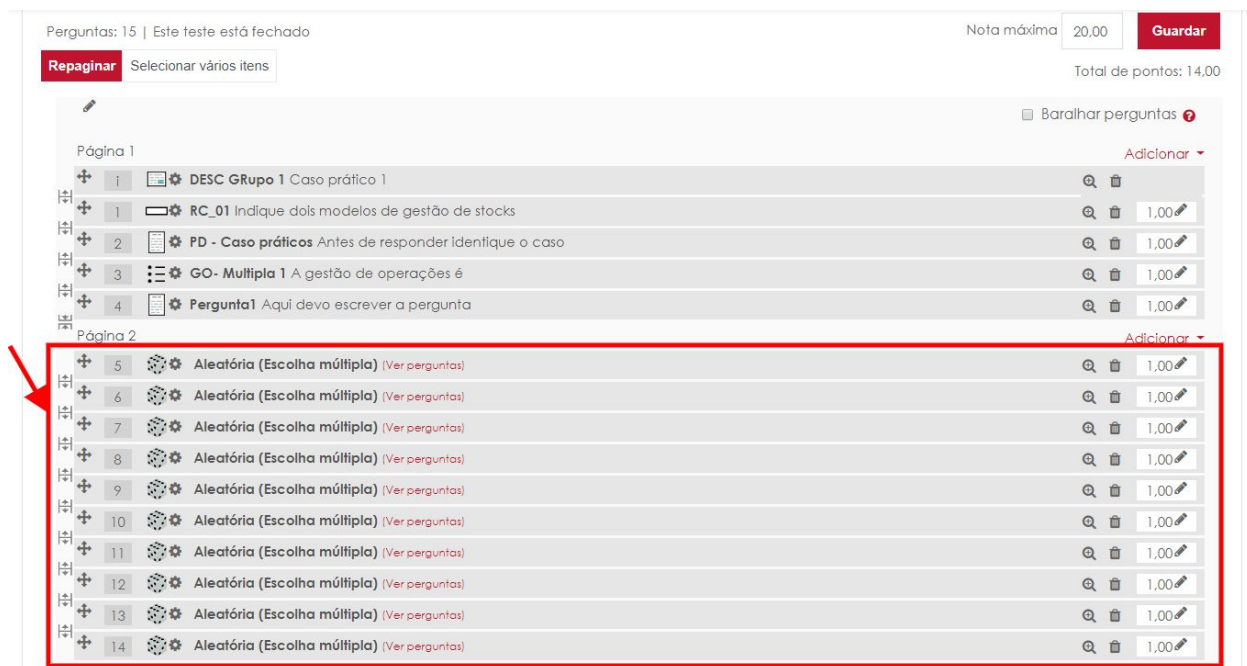 Perguntas: 15 | Este teste está fechado Nota máxima 20,00 Guardar
Repaginar Selecionar vários itens Total de pontos: 14,00
Baralhar perguntas
Página 1 Adicionar
i DESC GRupo 1 Caso prático 1
1 RC_01 Indique dois modelos de gestão de stocks 1,00
2 PD - Caso práticos Antes de responder identique o caso 1,00
3 GO- Multipla 1 A gestão de operações é 1,00
4 Pergunta1 Aqui devo escrever a pergunta 1,00
Página 2 Adicionar
5 Aleatória (Escolha múltipla) (Ver perguntas) 1,00
6 Aleatória (Escolha múltipla) (Ver perguntas) 1,00
7 Aleatória (Escolha múltipla) (Ver perguntas) 1,00
8 Aleatória (Escolha múltipla) (Ver perguntas) 1,00
9 Aleatória (Escolha múltipla) (Ver perguntas) 1,00
10 Aleatória (Escolha múltipla) (Ver perguntas) 1,00
11 Aleatória (Escolha múltipla) (Ver perguntas) 1,00
12 Aleatória (Escolha múltipla) (Ver perguntas) 1,00
13 Aleatória (Escolha múltipla) (Ver perguntas) 1,00
14 Aleatória (Escolha múltipla) (Ver perguntas) 1,00